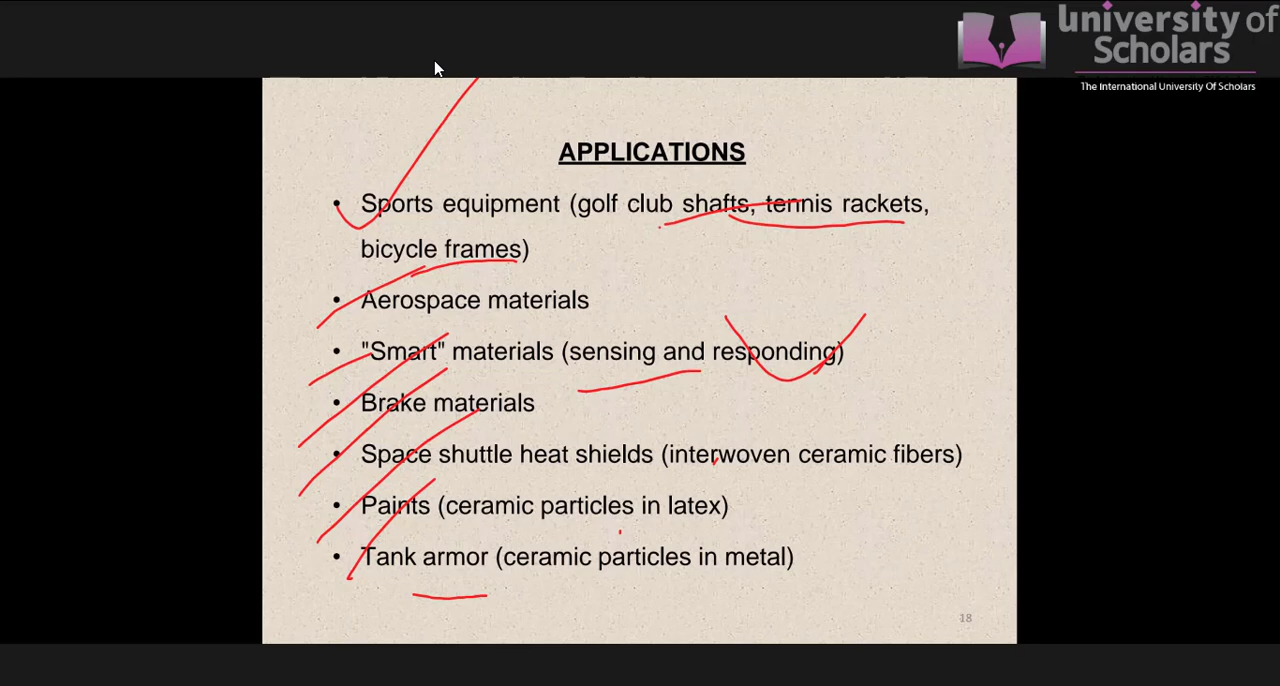 university of
Scholars
The International University Of Scholars
APPLICATIONS
• Sports equipment (golf club shafts, tennis rackets,
bicycle frames)
• Aerospace materials
• "Smart" materials (sensing and responding)
• Brake materials
• Space shuttle heat shields (interwoven ceramic fibers)
• Paints (ceramic particles in latex)
• Tank armor (ceramic particles in metal)
18